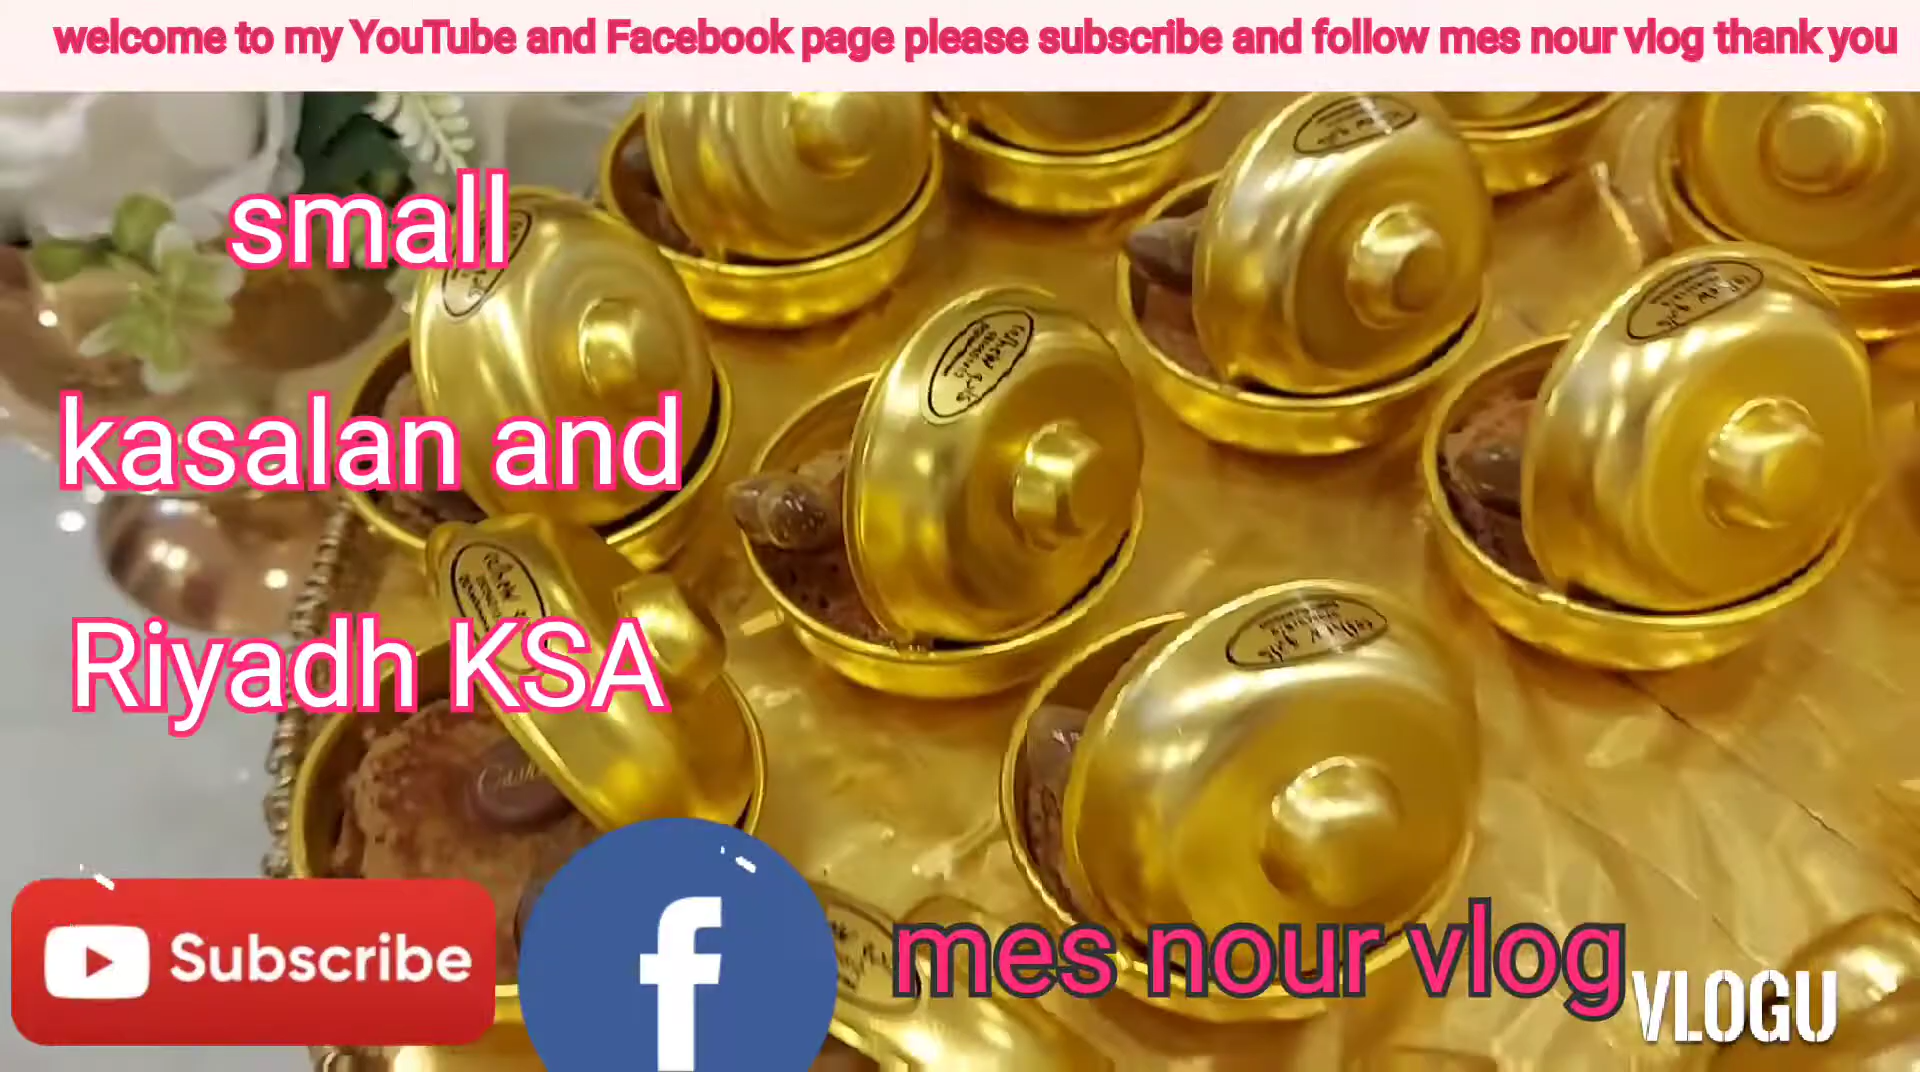 welcome to my YouTube and Facebook page please subscribe and follow mes nour vlog thank you
small
kasalan and
Riyadh KSA
Subscribe
f
mes nour vlog
VLOGU